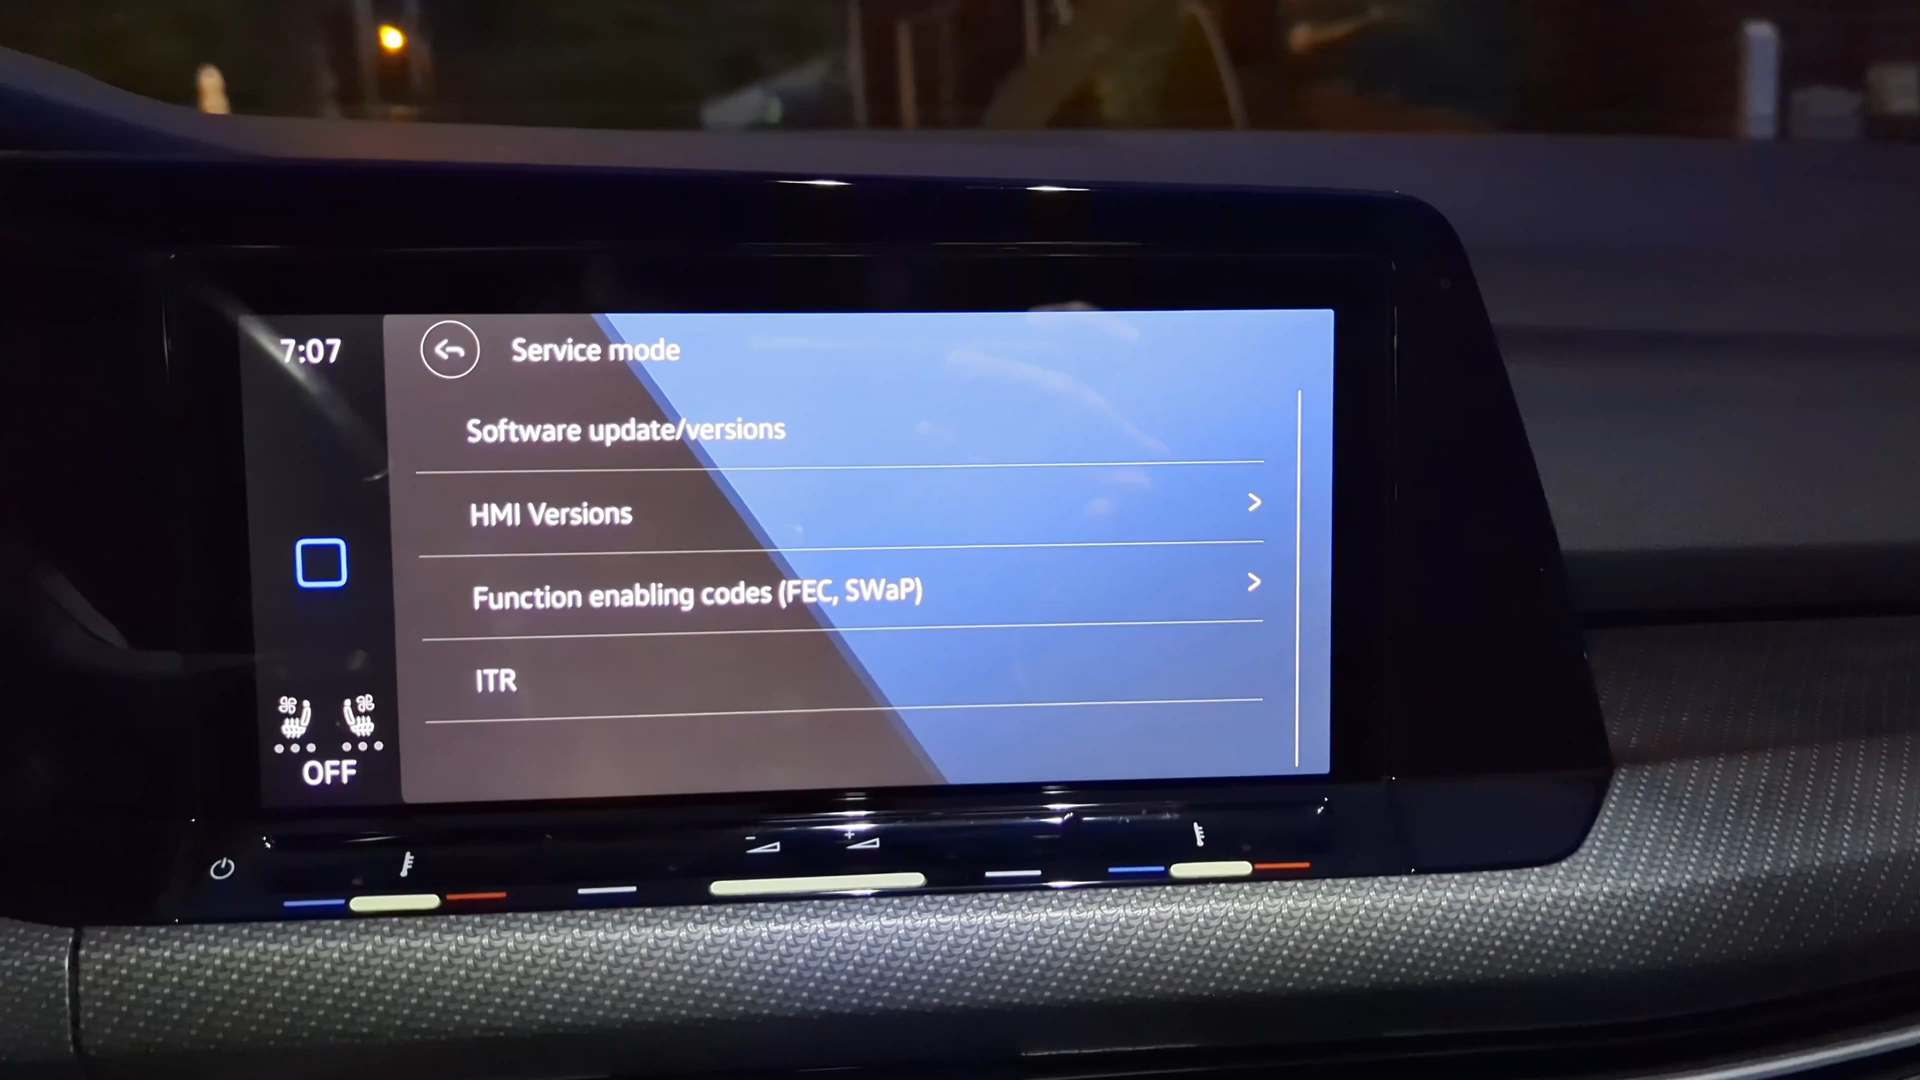 7:07
Service mode
Software update/versions
HMI Versions
Function enabling codes (FEC, SWaP)
ITR
OFF